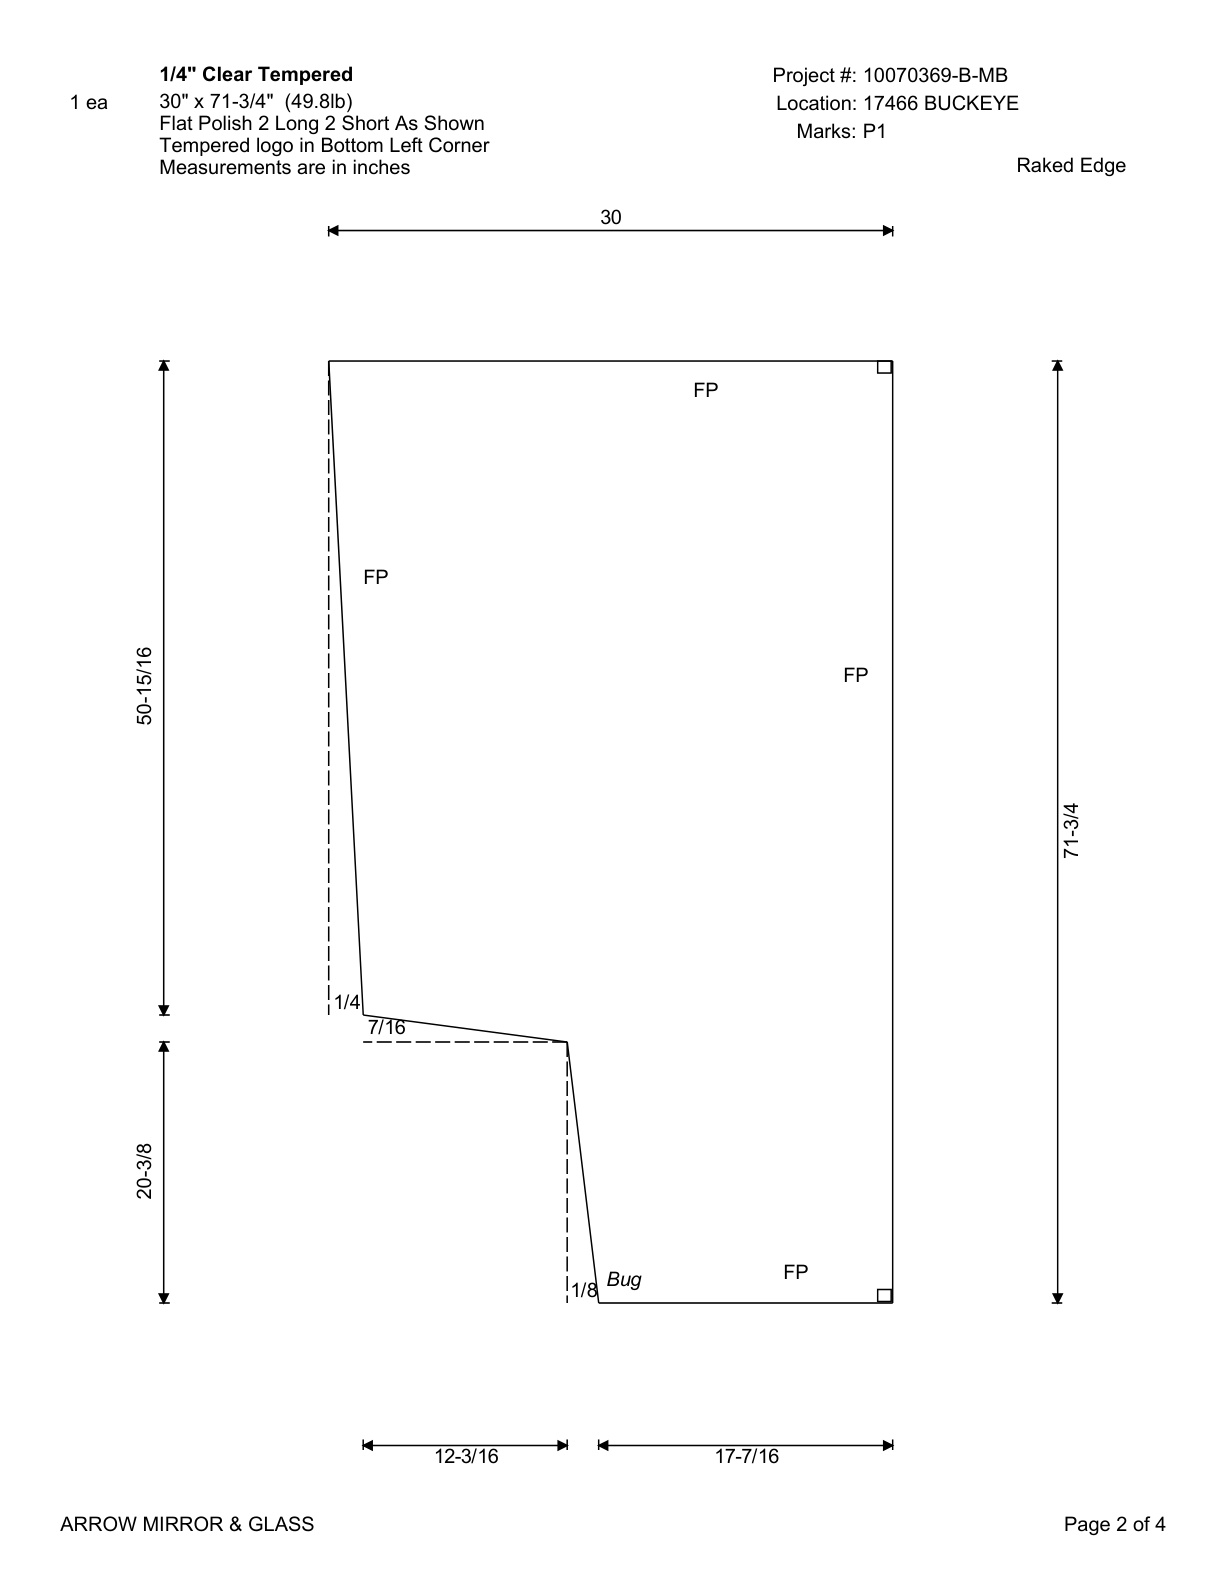 1/4" Clear Tempered
Project #: 10070369-B-MB
1 ea
30" x 71-3/4" (49.8lb)
Location: 17466 BUCKEYE
Flat Polish 2 Long 2 Short As Shown
Marks: P1
Tempered logo in Bottom Left Corner
Measurements are in inches
Raked Edge
30
FP
FP
50-15/16
FP
71-3/4
1/4
7/16
20-3/8
Bug
FP
1/8
12-3/16
17-7/16
ARROW MIRROR & GLASS
Page 2 of 4